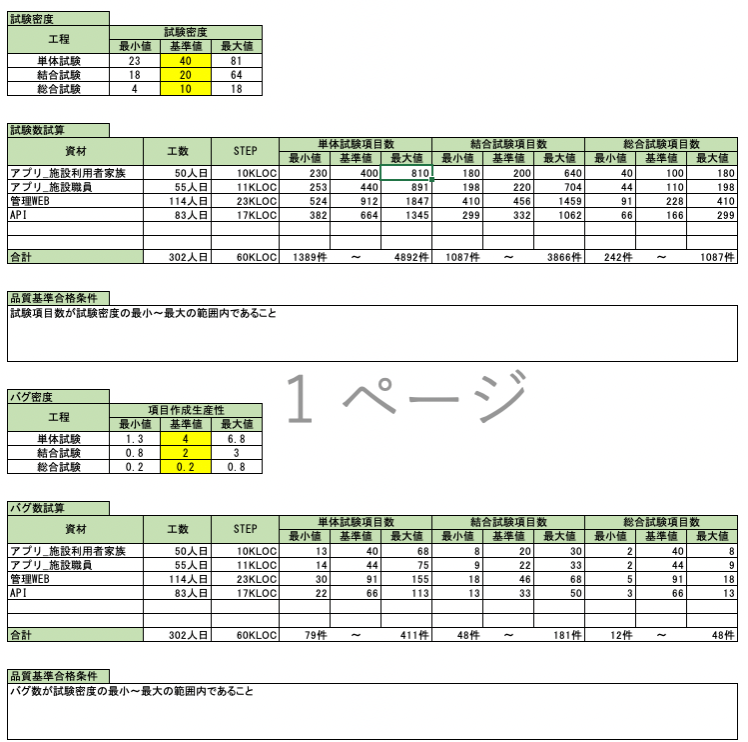 試験密度
工程 試験密度
最小値 基準値 最大値
単体試験 23 40 81
結合試験 18 20 64
総合試験 4 10 18
試験数試算
資材 工数 STEP 単体試験項目数 結合試験項目数 総合試験項目数
最小値 基準値 最大値 最小値 基準値 最大値 最小値 基準値 最大値
アプリ_施設利用者家族 50人日 10KLOC 230 400 810 180 200 640 40 100 180
アプリ_施設職員 55人日 11KLOC 253 440 891 198 220 704 44 110 198
管理WEB 114人日 23KLOC 524 912 1847 410 456 1459 91 228 410
API 83人日 17KLOC 382 664 1345 299 332 1062 66 166 299
合計 302人日 60KLOC 1389件 ～ 4892件 1087件 ～ 3866件 242件 ～ 1087件
品質基準合格条件
試験項目数が試験密度の最小～最大の範囲内であること
1 ページ
バグ密度
工程 項目作成生産性
最小値 基準値 最大値
単体試験 1.3 4 6.8
結合試験 0.8 2 3
総合試験 0.2 0.2 0.8
バグ数試算
資材 工数 STEP 単体試験項目数 結合試験項目数 総合試験項目数
最小値 基準値 最大値 最小値 基準値 最大値 最小値 基準値 最大値
アプリ_施設利用者家族 50人日 10KLOC 13 40 68 8 20 30 2 40 8
アプリ_施設職員 55人日 11KLOC 14 44 75 9 22 33 2 44 9
管理WEB 114人日 23KLOC 30 91 155 18 46 68 5 91 18
API 83人日 17KLOC 22 66 113 13 33 50 3 66 13
合計 302人日 60KLOC 79件 ～ 411件 48件 ～ 181件 12件 ～ 48件
品質基準合格条件
バグ数が試験密度の最小～最大の範囲内であること